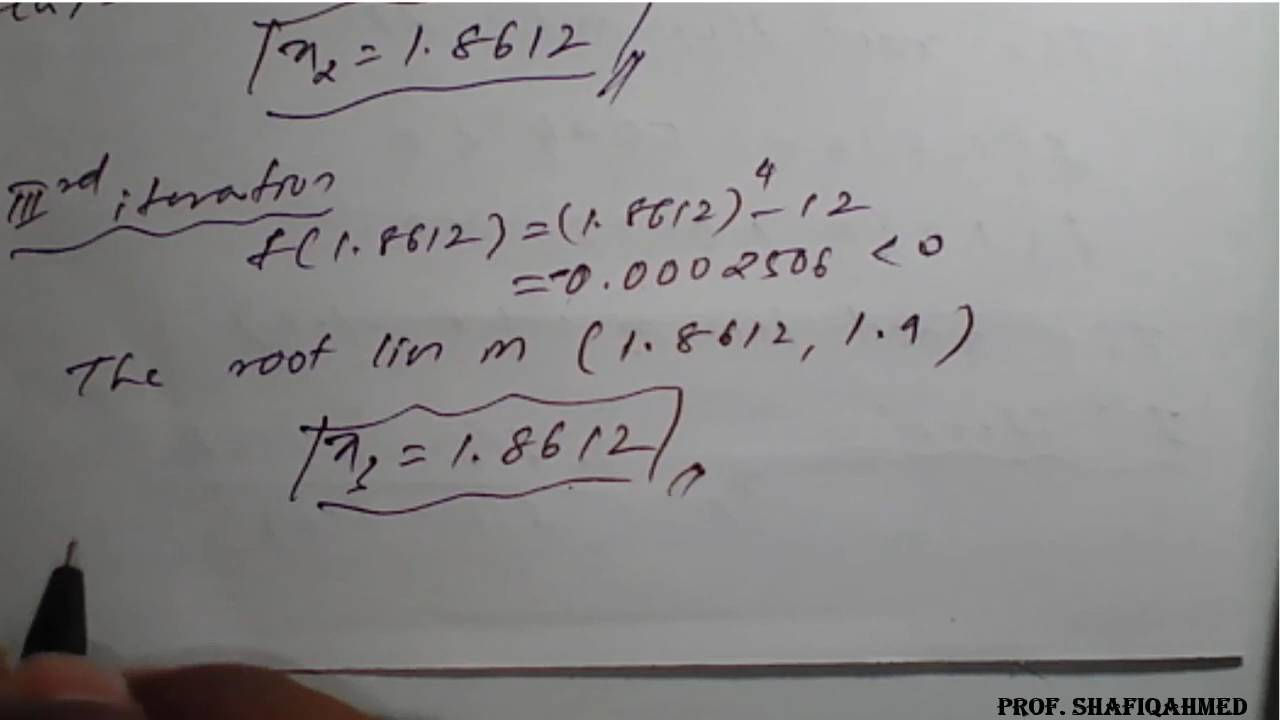 x₂ = 1.8612
IIIrd iteration
f(1.8612) = (1.8612)⁴ - 12
= -0.0002506 < 0
The root lies in (1.8612, 1.9)
x₃ = 1.8612
PROF. SHAFIQAHMED